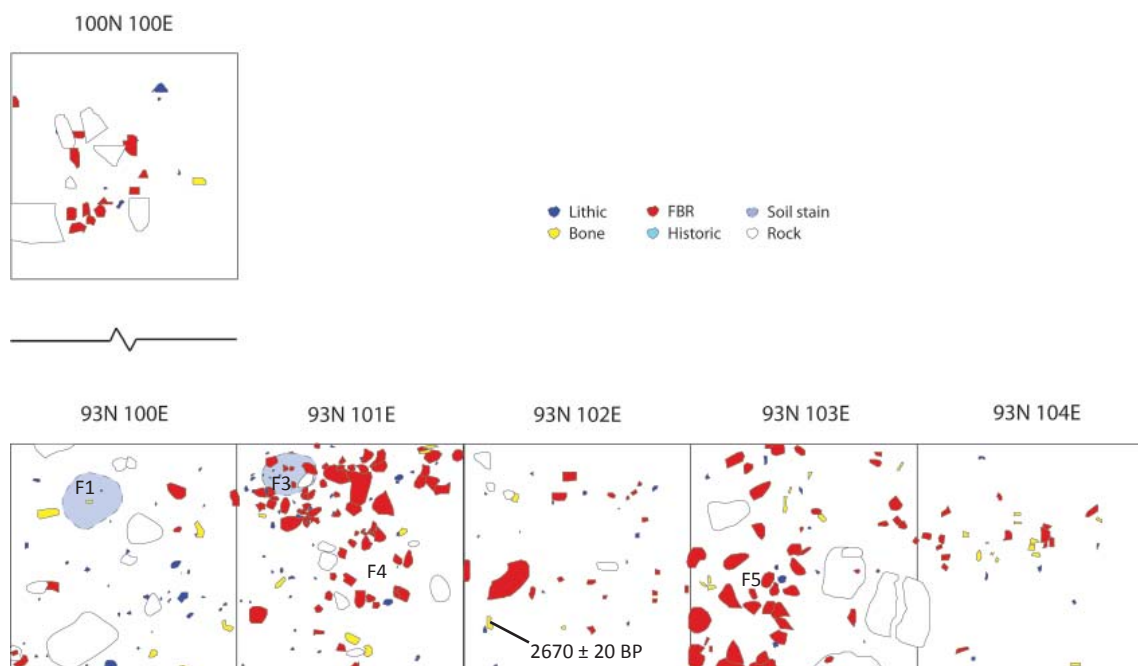 100N 100E
Lithic FBR Soil stain
Bone Historic Rock
93N 100E 93N 101E 93N 102E 93N 103E 93N 104E
F1
F3
F4
F5
2670 ± 20 BP